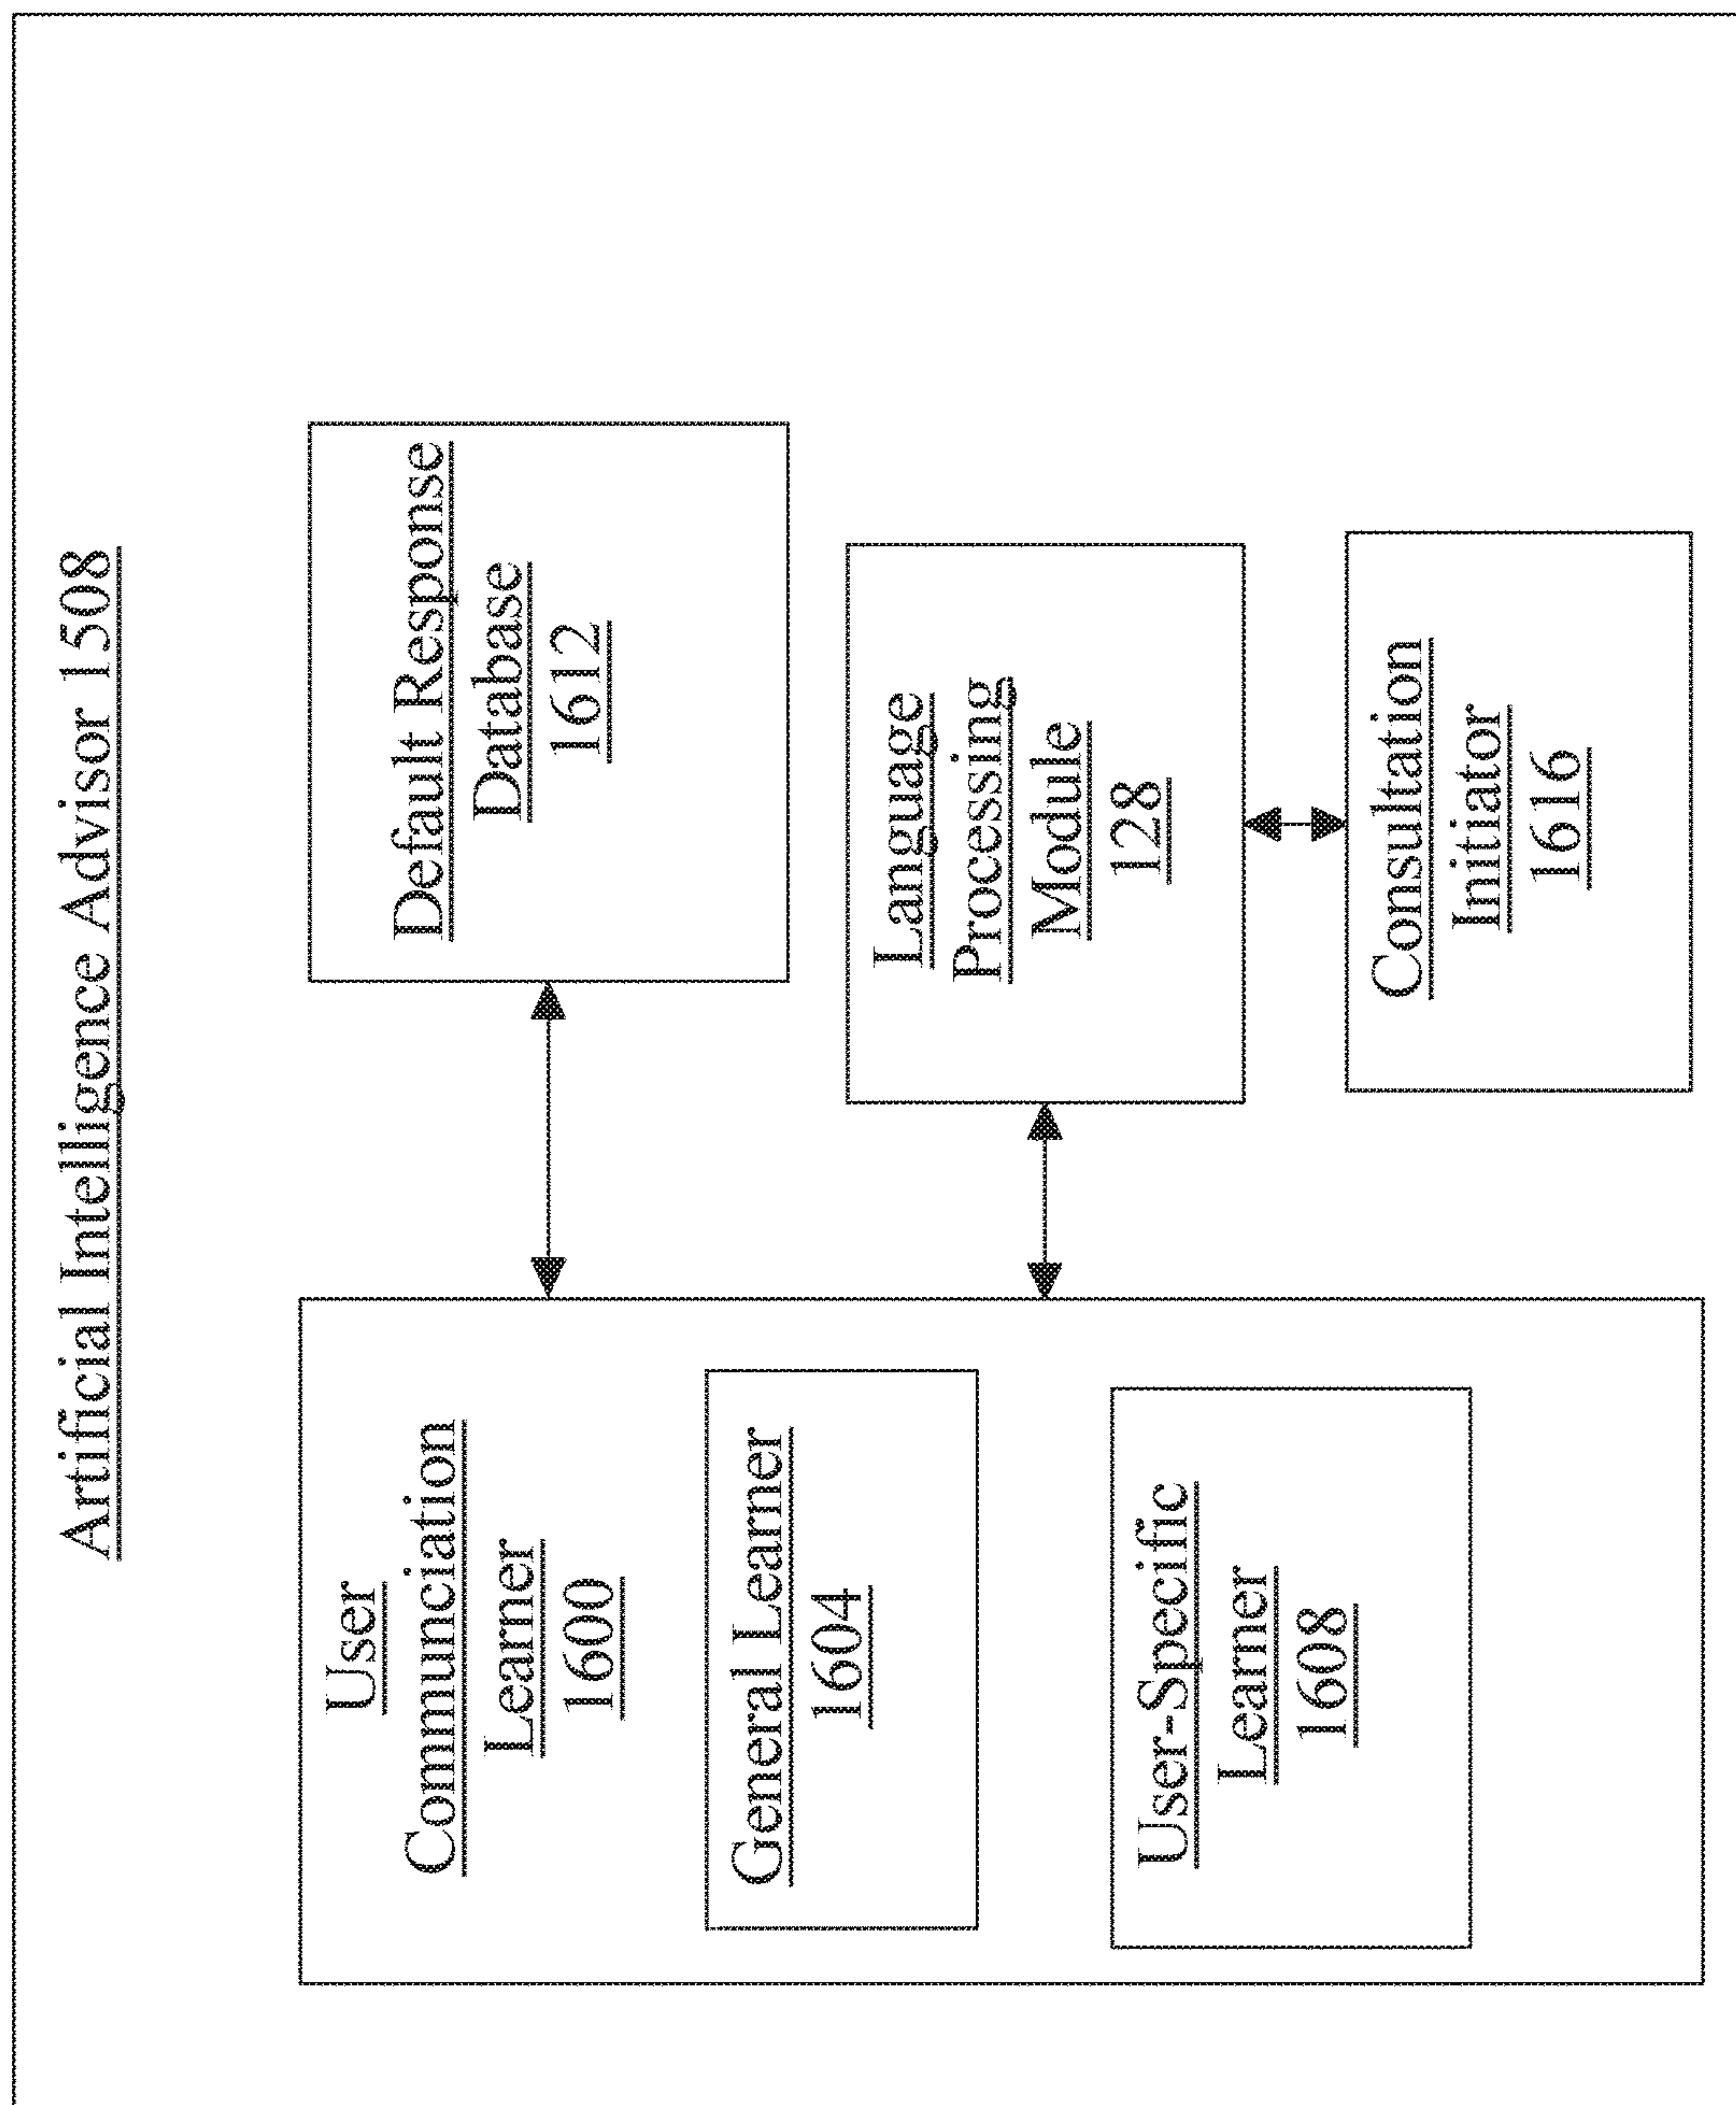 Artificial Intelligence Advisor 1508
User
Communciation
Learner
1600
General Learner
1604
User-Specific
Learner
1608
Default Response
Database
1612
Language
Processing
Module
128
Consultation
Initiator
1616